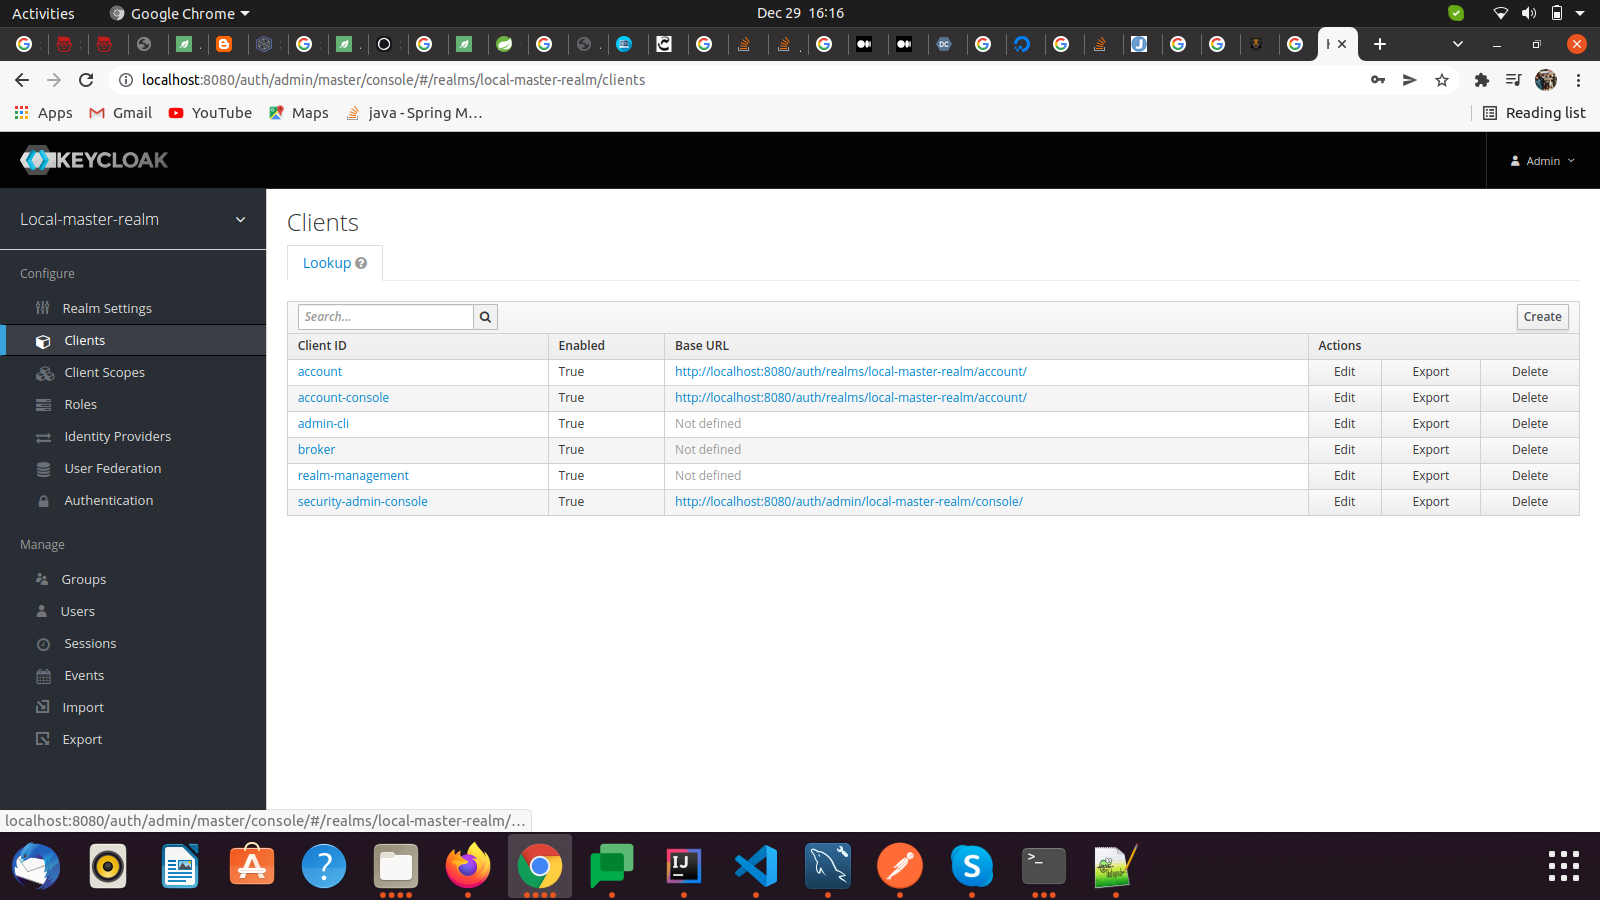 Activities
Google Chrome
Dec 29 16:16
localhost:8080/auth/admin/master/console/#/realms/local-master-realm/clients
Apps
Gmail
YouTube
Maps
java - Spring M...
Reading list
KEYCLOAK
Admin
Local-master-realm
Configure
Realm Settings
Clients
Client Scopes
Roles
Identity Providers
User Federation
Authentication
Manage
Groups
Users
Sessions
Events
Import
Export
Clients
Lookup
Search...
Create
Client ID Enabled Base URL Actions
account True http://localhost:8080/auth/realms/local-master-realm/account/ Edit Export Delete
account-console True http://localhost:8080/auth/realms/local-master-realm/account/ Edit Export Delete
admin-cli True Not defined Edit Export Delete
broker True Not defined Edit Export Delete
realm-management True Not defined Edit Export Delete
security-admin-console True http://localhost:8080/auth/admin/local-master-realm/console/ Edit Export Delete
localhost:8080/auth/admin/master/console/#/realms/local-master-realm/...